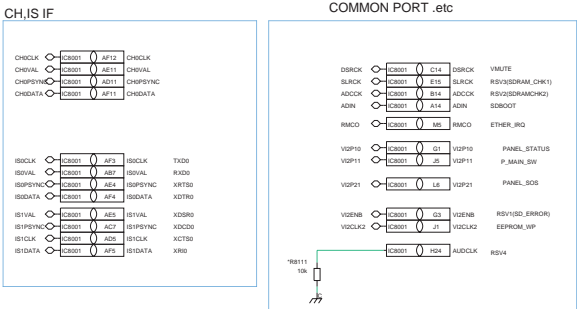 CH,IS IF
CH0CLK IC8001 AF12 CH0CLK
CH0VAL IC8001 AE11 CH0VAL
CH0PSYNC IC8001 AD11 CH0PSYNC
CH0DATA IC8001 AF11 CH0DATA
IS0CLK IC8001 AF3 IS0CLK TXD0
IS0VAL IC8001 AB7 IS0VAL RXD0
IS0PSYNC IC8001 AE4 IS0PSYNC XRTS0
IS0DATA IC8001 AF4 IS0DATA XDTR0
IS1VAL IC8001 AE5 IS1VAL XDSR0
IS1PSYNC IC8001 AC7 IS1PSYNC XDCD0
IS1CLK IC8001 AD5 IS1CLK XCTS0
IS1DATA IC8001 AF5 IS1DATA XRI0
COMMON PORT .etc
DSRCK IC8001 C14 DSRCK VMUTE
SLRCK IC8001 E15 SLRCK RSV3(SDRAM_CHK1)
ADCCK IC8001 B14 ADCCK RSV2(SDRAMCHK2)
ADIN IC8001 A14 ADIN SDBOOT
RMCO IC8001 M5 RMCO ETHER_IRQ
VI2P10 IC8001 G1 VI2P10 PANEL_STATUS
VI2P11 IC8001 J5 VI2P11 P_MAIN_SW
VI2P21 IC8001 L6 VI2P21 PANEL_SOS
VI2ENB IC8001 G3 VI2ENB RSV1(SD_ERROR)
VI2CLK2 IC8001 J1 VI2CLK2 EEPROM_WP
IC8001 H24 AUDCLK RSV4
*R8111
10k